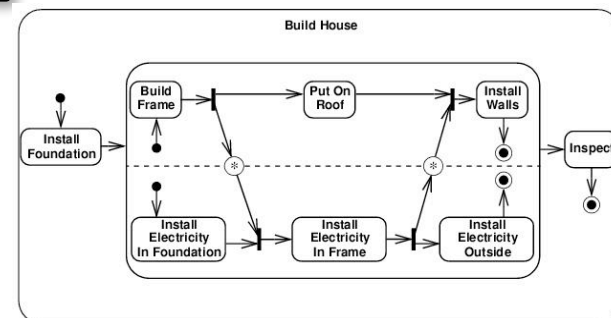 Build House
Build
Frame
Put On
Roof
Install
Walls
Install
Foundation
*
*
Inspect
Install
Electricity
In Foundation
Install
Electricity
In Frame
Install
Electricity
Outside